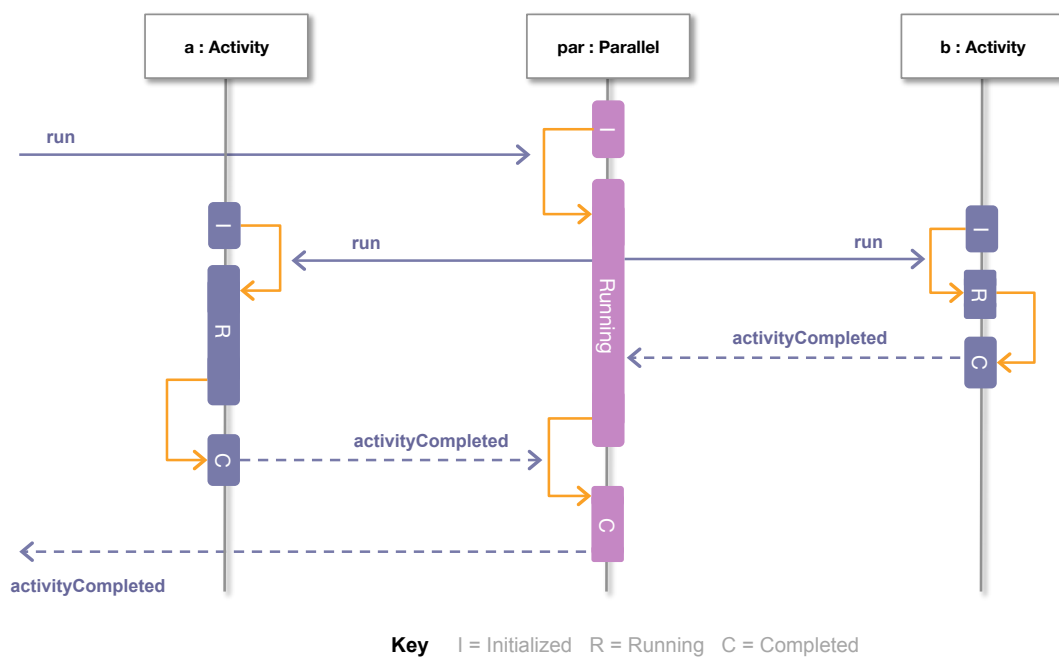 a : Activity
par : Parallel
b : Activity
I
run
I
I
run
run
R
Running
R
activityCompleted
C
activityCompleted
C
C
activityCompleted
Key I = Initialized R = Running C = Completed